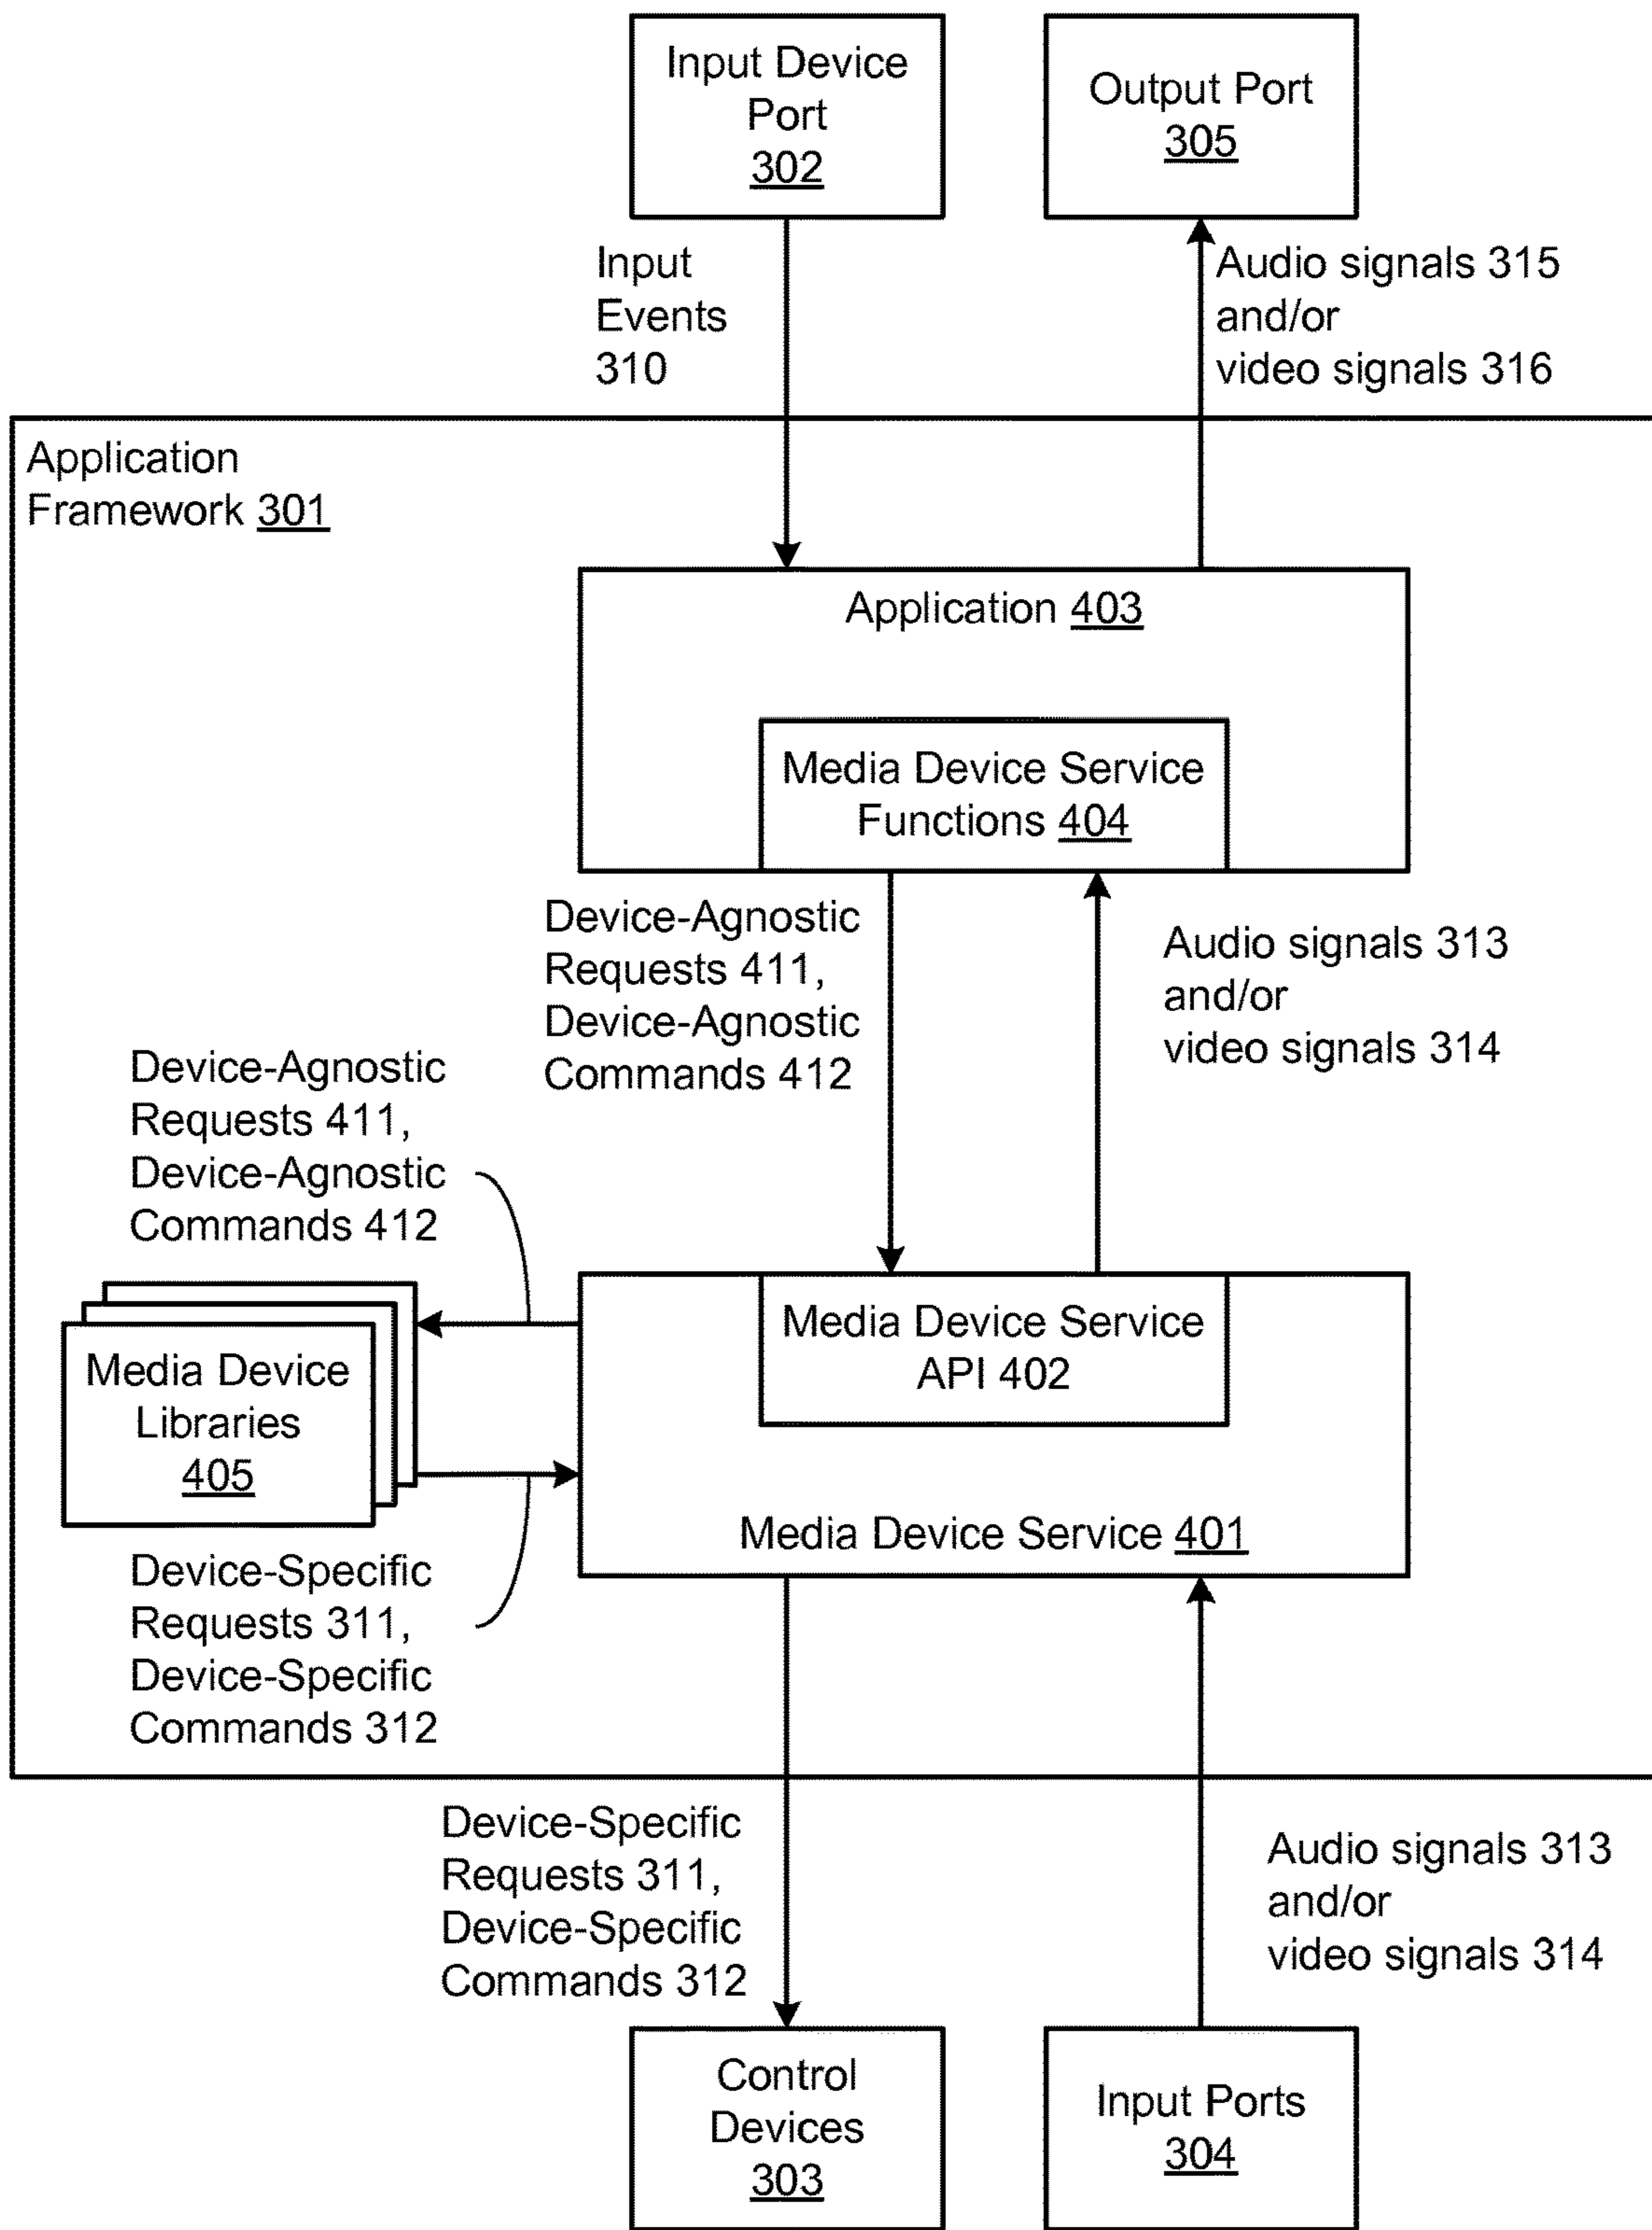 Input Device
Port
302
Output Port
305
Input
Events
310
Audio signals 315
and/or
video signals 316
Application
Framework 301
Application 403
Media Device Service
Functions 404
Device-Agnostic
Requests 411,
Device-Agnostic
Commands 412
Audio signals 313
and/or
video signals 314
Device-Agnostic
Requests 411,
Device-Agnostic
Commands 412
Media Device Service
API 402
Media Device
Libraries
405
Media Device Service 401
Device-Specific
Requests 311,
Device-Specific
Commands 312
Device-Specific
Requests 311,
Device-Specific
Commands 312
Audio signals 313
and/or
video signals 314
Control
Devices
303
Input Ports
304